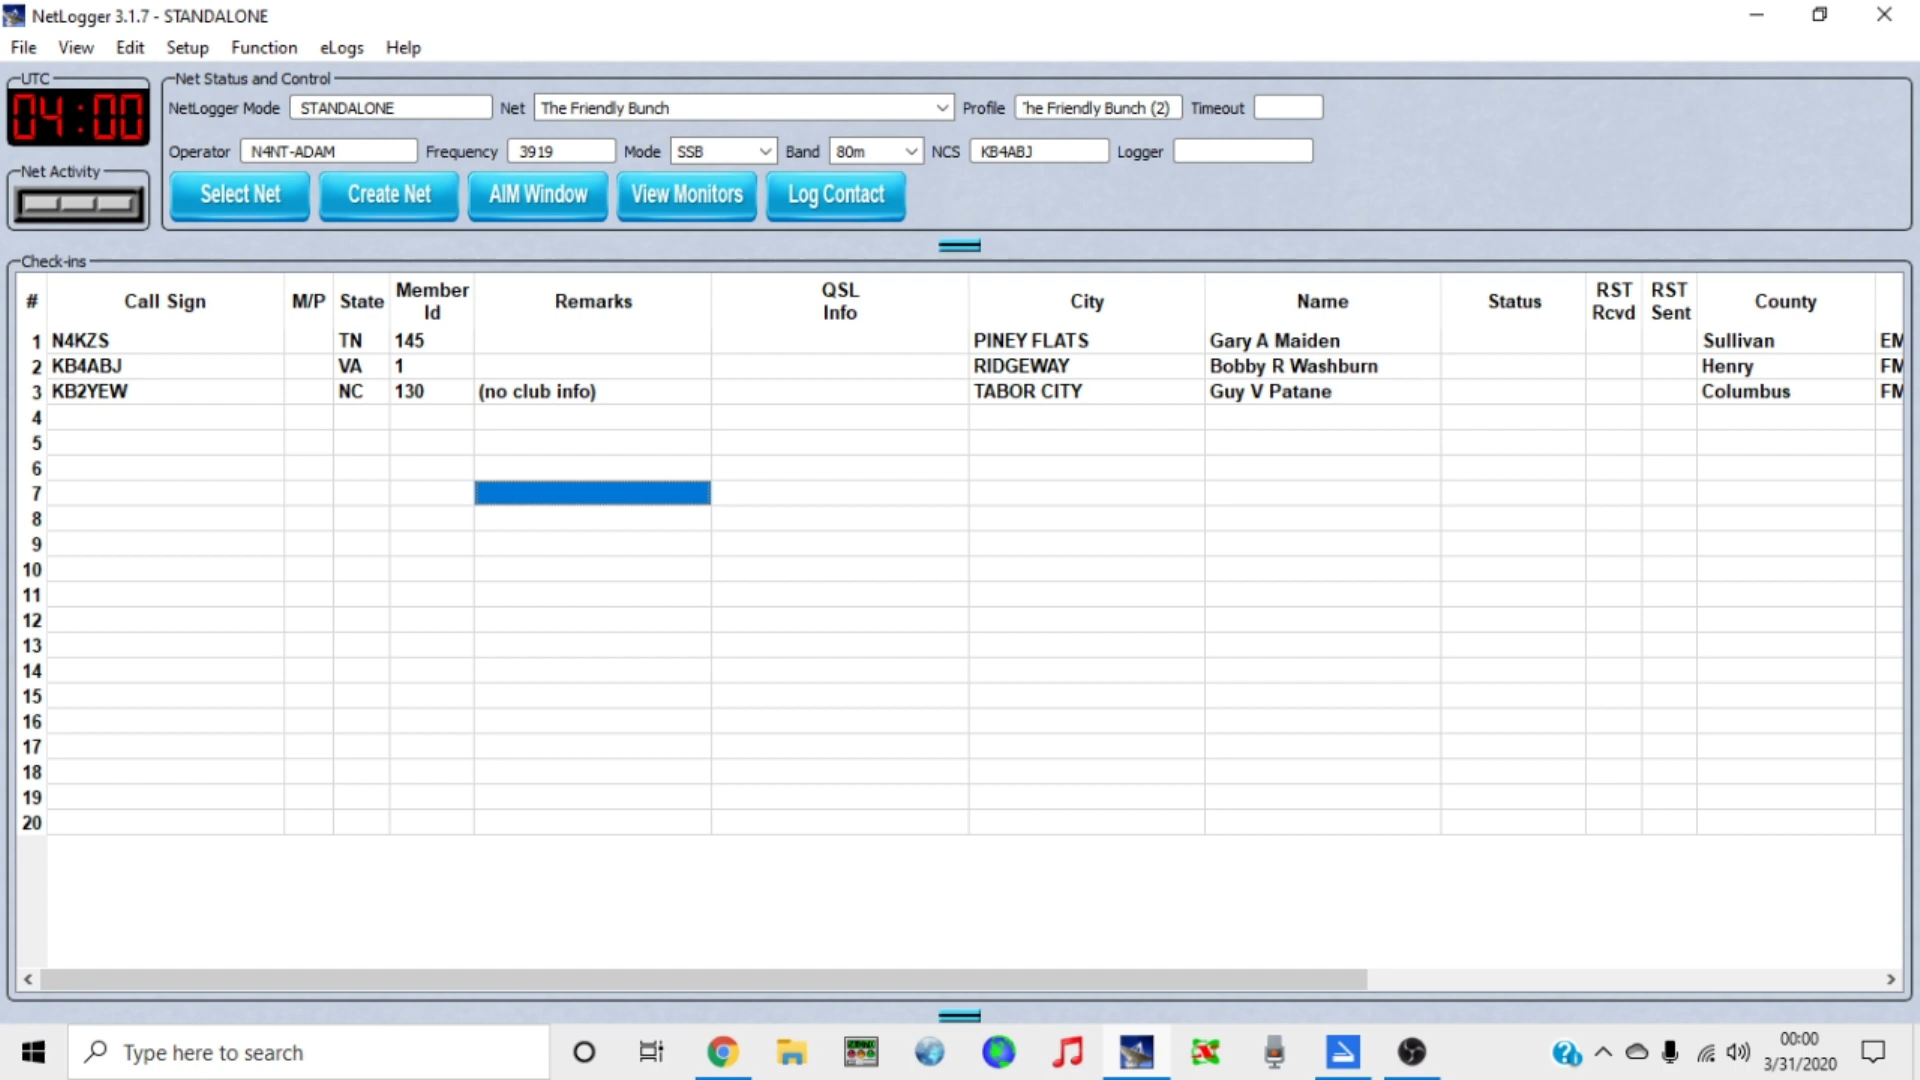 NetLogger 3.1.7 - STANDALONE
File View Edit Setup Function eLogs Help
UTC
04:00
Net Status and Control
NetLogger Mode STANDALONE Net The Friendly Bunch Profile he Friendly Bunch (2) Timeout
Operator N4NT-ADAM Frequency 3919 Mode SSB Band 80m NCS KB4ABJ Logger
Net Activity
Select Net Create Net AIM Window View Monitors Log Contact
Check-ins
# Call Sign M/P State Member Id Remarks QSL Info City Name Status RST Rcvd RST Sent County
1 N4KZS TN 145 PINEY FLATS Gary A Maiden Sullivan EM
2 KB4ABJ VA 1 RIDGEWAY Bobby R Washburn Henry FM
3 KB2YEW NC 130 (no club info) TABOR CITY Guy V Patane Columbus FM
4
5
6
7
8
9
10
11
12
13
14
15
16
17
18
19
20
Type here to search
00:00
3/31/2020